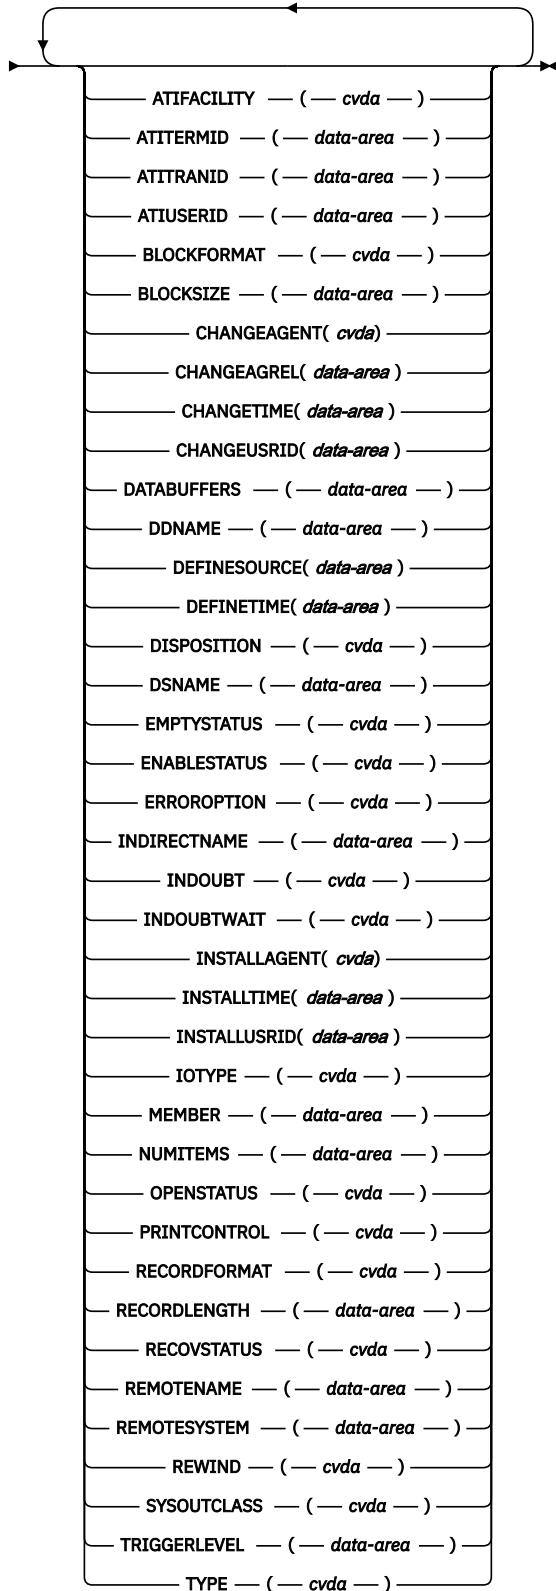 ATIFACILITY ( cvda )
ATITERMID ( data-area )
ATITRANID ( data-area )
ATIUSERID ( data-area )
BLOCKFORMAT ( cvda )
BLOCKSIZE ( data-area )
CHANGEAGENT( cvda)
CHANGEAGREL( data-area )
CHANGETIME( data-area )
CHANGEUSRID( data-area )
DATABUFFERS ( data-area )
DDNAME ( data-area )
DEFINESOURCE( data-area )
DEFINETIME( data-area )
DISPOSITION ( cvda )
DSNAME ( data-area )
EMPTYSTATUS ( cvda )
ENABLESTATUS ( cvda )
ERROROPTION ( cvda )
INDIRECTNAME ( data-area )
INDOUBT ( cvda )
INDOUBTWAIT ( cvda )
INSTALLAGENT( cvda)
INSTALLTIME( data-area )
INSTALLUSRID( data-area )
IOTYPE ( cvda )
MEMBER ( data-area )
NUMITEMS ( data-area )
OPENSTATUS ( cvda )
PRINTCONTROL ( cvda )
RECORDFORMAT ( cvda )
RECORDLENGTH ( data-area )
RECOVSTATUS ( cvda )
REMOTENAME ( data-area )
REMOTESYSTEM ( data-area )
REWIND ( cvda )
SYSOUTCLASS ( cvda )
TRIGGERLEVEL ( data-area )
TYPE ( cvda )